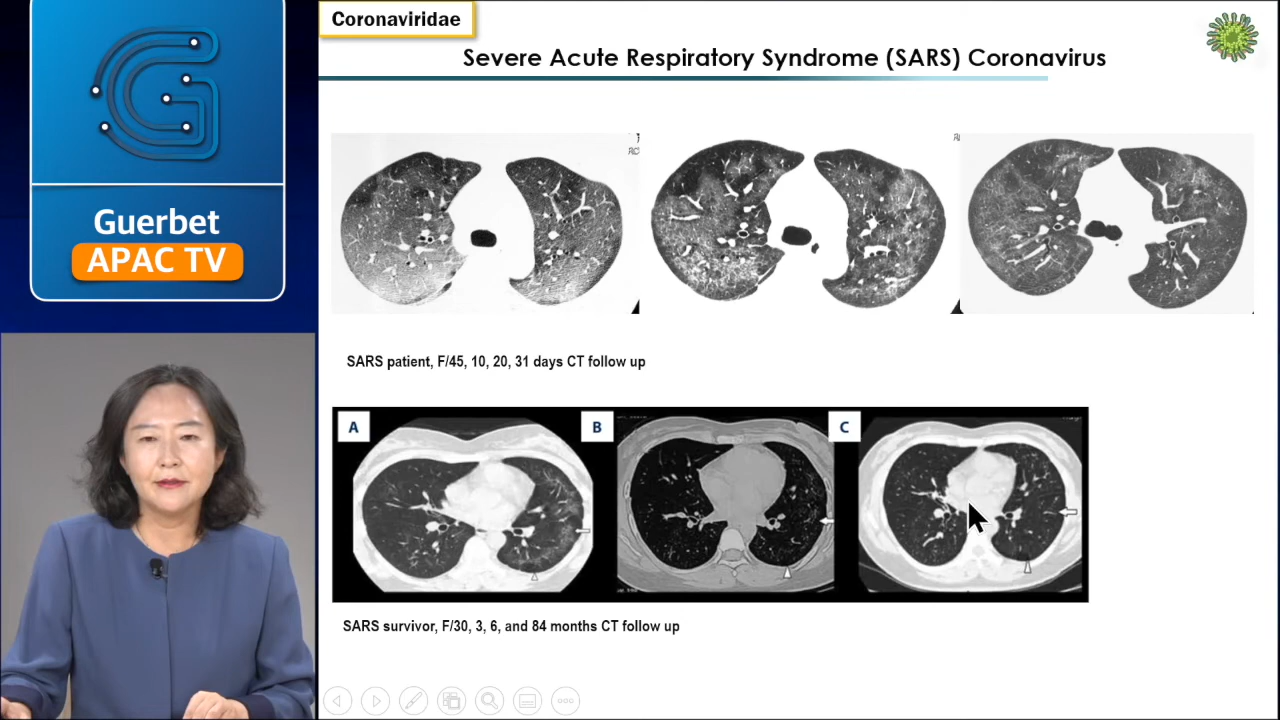 Coronaviridae
Severe Acute Respiratory Syndrome (SARS) Coronavirus
Guerbet
APAC TV
SARS patient, F/45, 10, 20, 31 days CT follow up
A
B
C
SARS survivor, F/30, 3, 6, and 84 months CT follow up